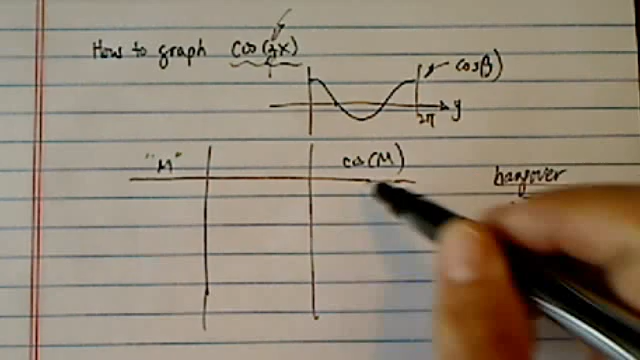 How to graph cos(2x)
cos(y)
y
2π
"M"
cos(M)
hangover